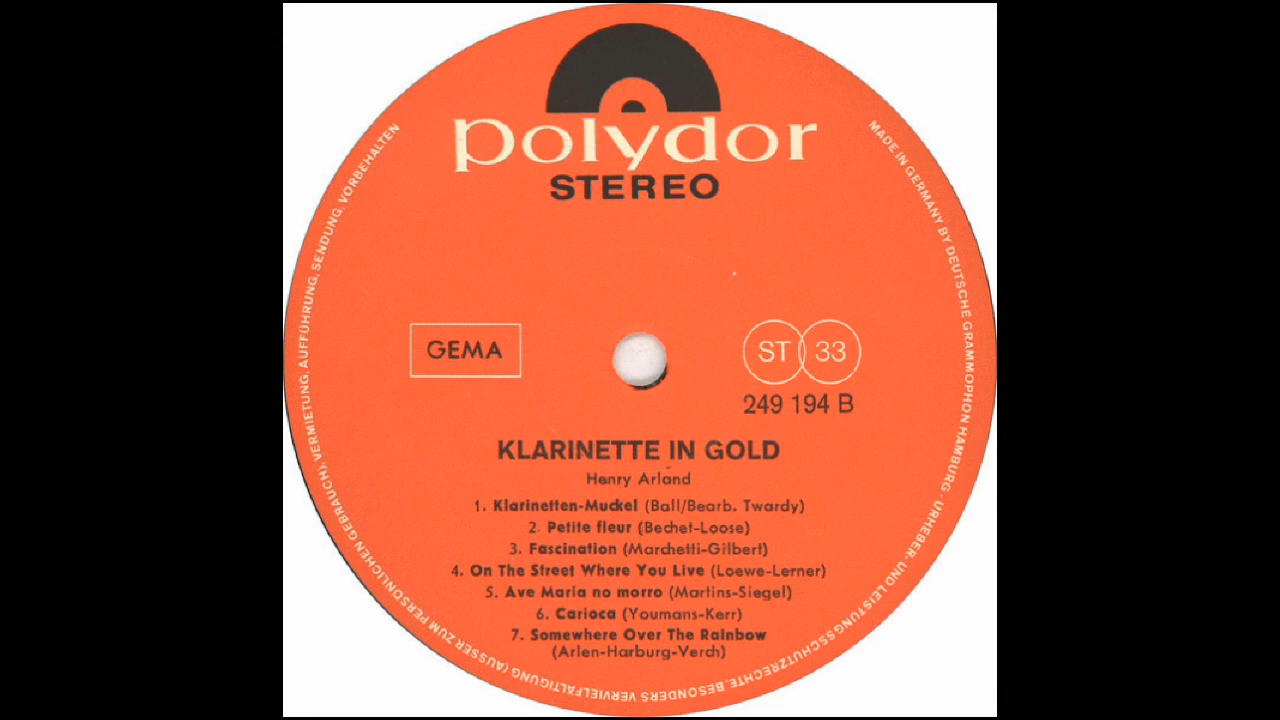 polydor
STEREO
MADE IN GERMANY BY DEUTSCHE GRAMMOPHON HAMBURG · URHEBER- UND LEISTUNGSSCHUTZRECHTE, BESONDERS VERVIELFÄLTIGUNG (AUSSER ZUM PERSÖNLICHEN GEBRAUCH), VERMIETUNG, AUFFÜHRUNG, SENDUNG, VORBEHALTEN
GEMA
ST 33
249 194 B
KLARINETTE IN GOLD
Henry Arland
1. Klarinetten-Muckel (Ball/Bearb. Twardy)
2. Petite fleur (Bechet-Loose)
3. Fascination (Marchetti-Gilbert)
4. On The Street Where You Live (Loewe-Lerner)
5. Ave Maria no morro (Martins-Siegel)
6. Carioca (Youmans-Kerr)
7. Somewhere Over The Rainbow
(Arlen-Harburg-Verch)